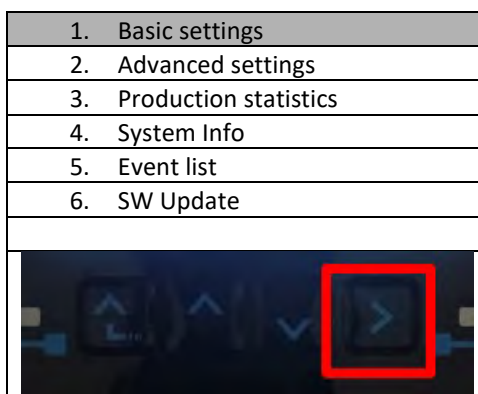 1. Basic settings
2. Advanced settings
3. Production statistics
4. System Info
5. Event list
6. SW Update